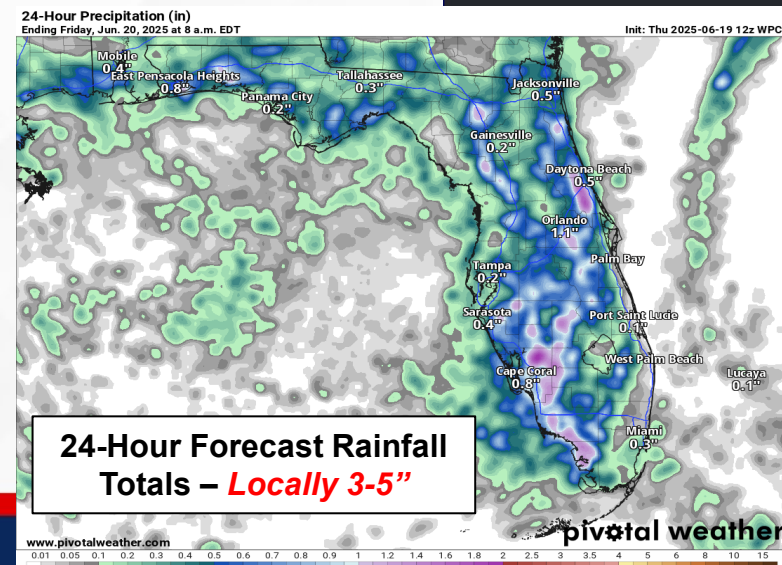 24-Hour Precipitation (in)
Ending Friday, Jun. 20, 2025 at 8 a.m. EDT
Init: Thu 2025-06-19 12z WPC
Mobile
0.4"
East Pensacola Heights
0.8"
Panama City
0.2"
Tallahassee
0.3"
Jacksonville
0.5"
Gainesville
0.2"
Daytona Beach
0.5"
Orlando
1.1"
Palm Bay
Tampa
0.2"
Sarasota
0.4"
Port Saint Lucie
0.1"
West Palm Beach
Cape Coral
0.8"
Lucaya
0.1"
Miami
0.3"
24-Hour Forecast Rainfall
Totals – Locally 3-5”
www.pivotalweather.com
pivotal weather
0.01 0.05 0.1 0.2 0.3 0.4 0.5 0.6 0.7 0.8 0.9 1 1.2 1.4 1.6 1.8 2 2.5 3 3.5 4 5 6 8 10 15